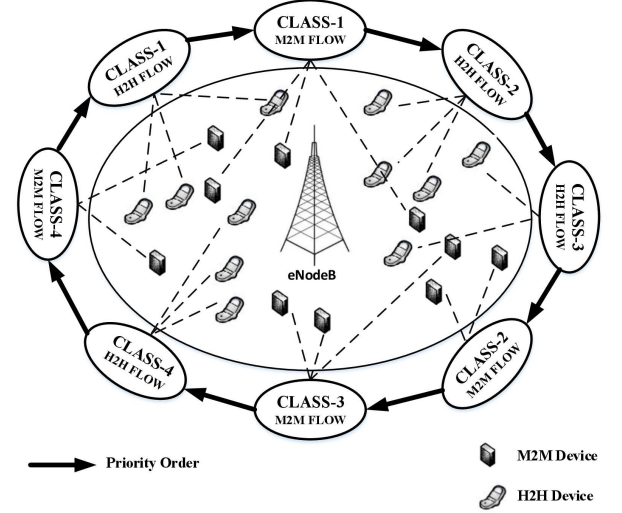 CLASS-1
M2M FLOW
CLASS-1
H2H FLOW
CLASS-2
H2H FLOW
CLASS-4
M2M FLOW
CLASS-3
H2H FLOW
eNodeB
CLASS-4
H2H FLOW
CLASS-2
M2M FLOW
CLASS-3
M2M FLOW
Priority Order
M2M Device
H2H Device